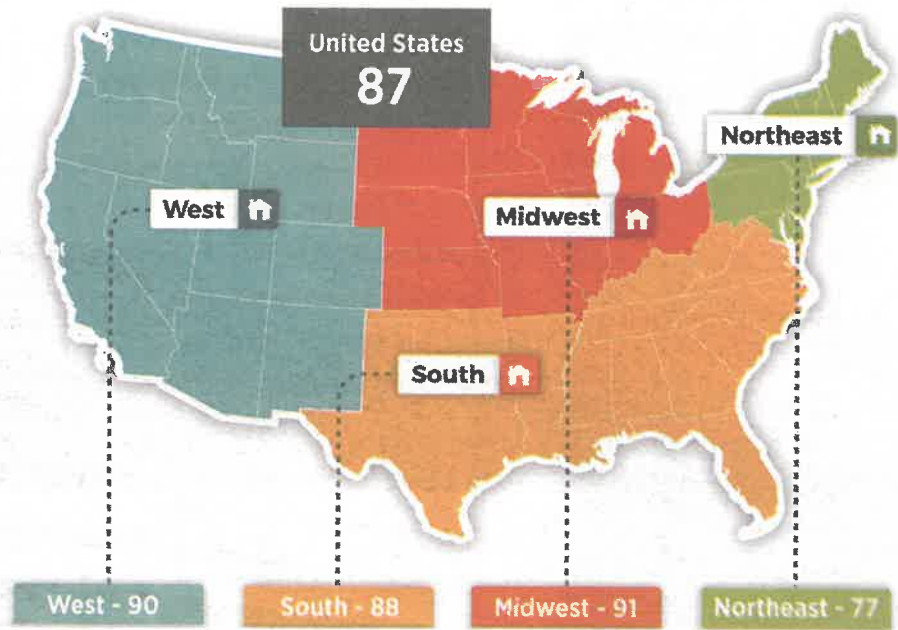 United States
87
Northeast
West
Midwest
South
West - 90
South - 88
Midwest - 91
Northeast - 77